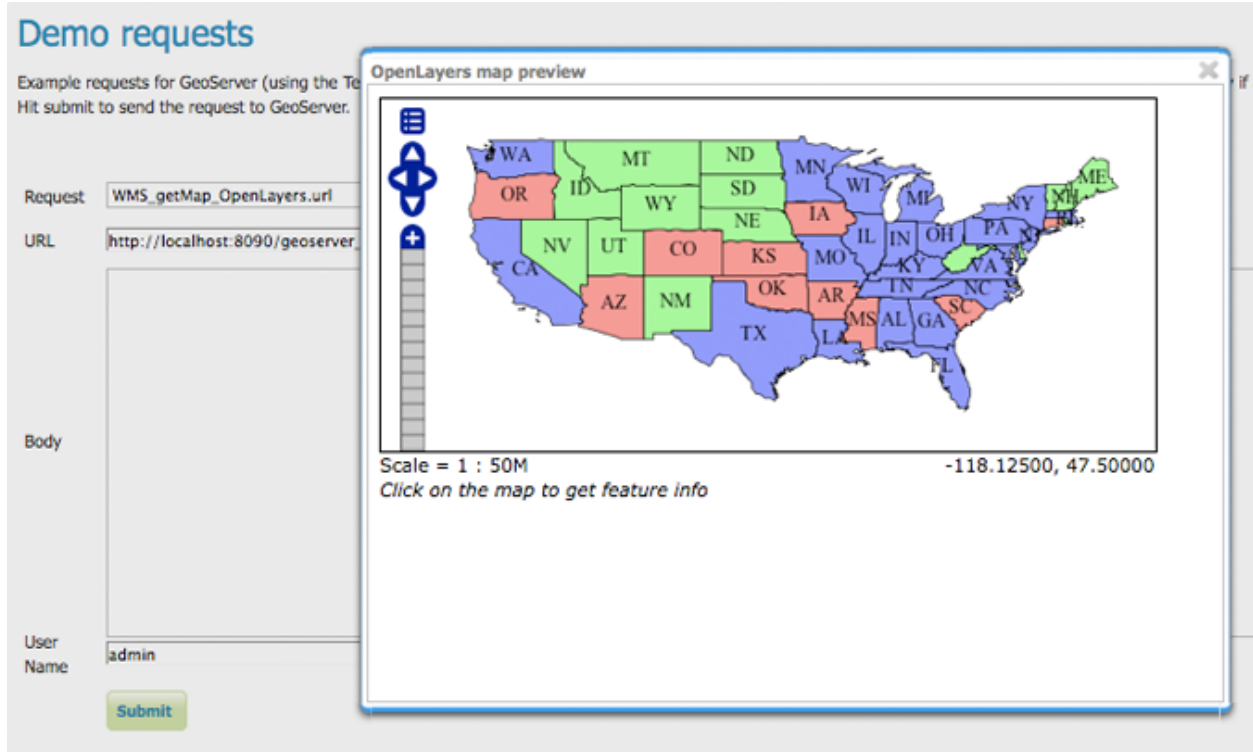 Demo requests
Example requests for GeoServer (using the Te
if
Hit submit to send the request to GeoServer.
Request
WMS_getMap_OpenLayers.url
URL
http://localhost:8090/geoserver_
Body
User
Name
admin
Submit
OpenLayers map preview
WA
MT
ND
MN
ME
OR
ID
SD
WI
MI
NY
NH
WY
IA
NE
PA
NV
UT
CO
KS
MO
IL
IN
OH
NJ
CA
KY
VA
AZ
NM
OK
AR
TN
NC
TX
LA
MS
AL
GA
SC
FL
Scale = 1 : 50M
-118.12500, 47.50000
Click on the map to get feature info